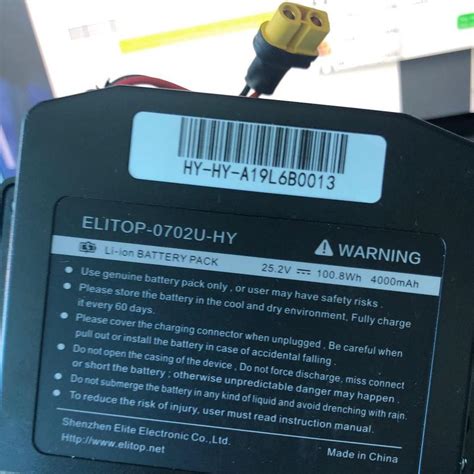 HY-HY-A19L6B0013
ELITOP-0702U-HY
WARNING
Li-ion BATTERY PACK 25.2V 100.8Wh 4000mAh
Use genuine battery pack only , or user may have safety risks .
Please store the battery in the cool and dry environment, Fully charge
it every 60 days.
Please cover the charging connector when unplugged , Be careful when
pull out or install the battery in case of accidental falling .
Do not open the casing of the device , Do not force discharge, miss connect
or short the battery ; otherwise unpredictable danger may happen .
Do not submerge the battery in any kind of liquid and avoid drenching with rain.
To reduce the risk of injury, user must read instruction manual.
Shenzhen Elite Electronic Co.,Ltd.
Http://www.elitop.net
Made in China